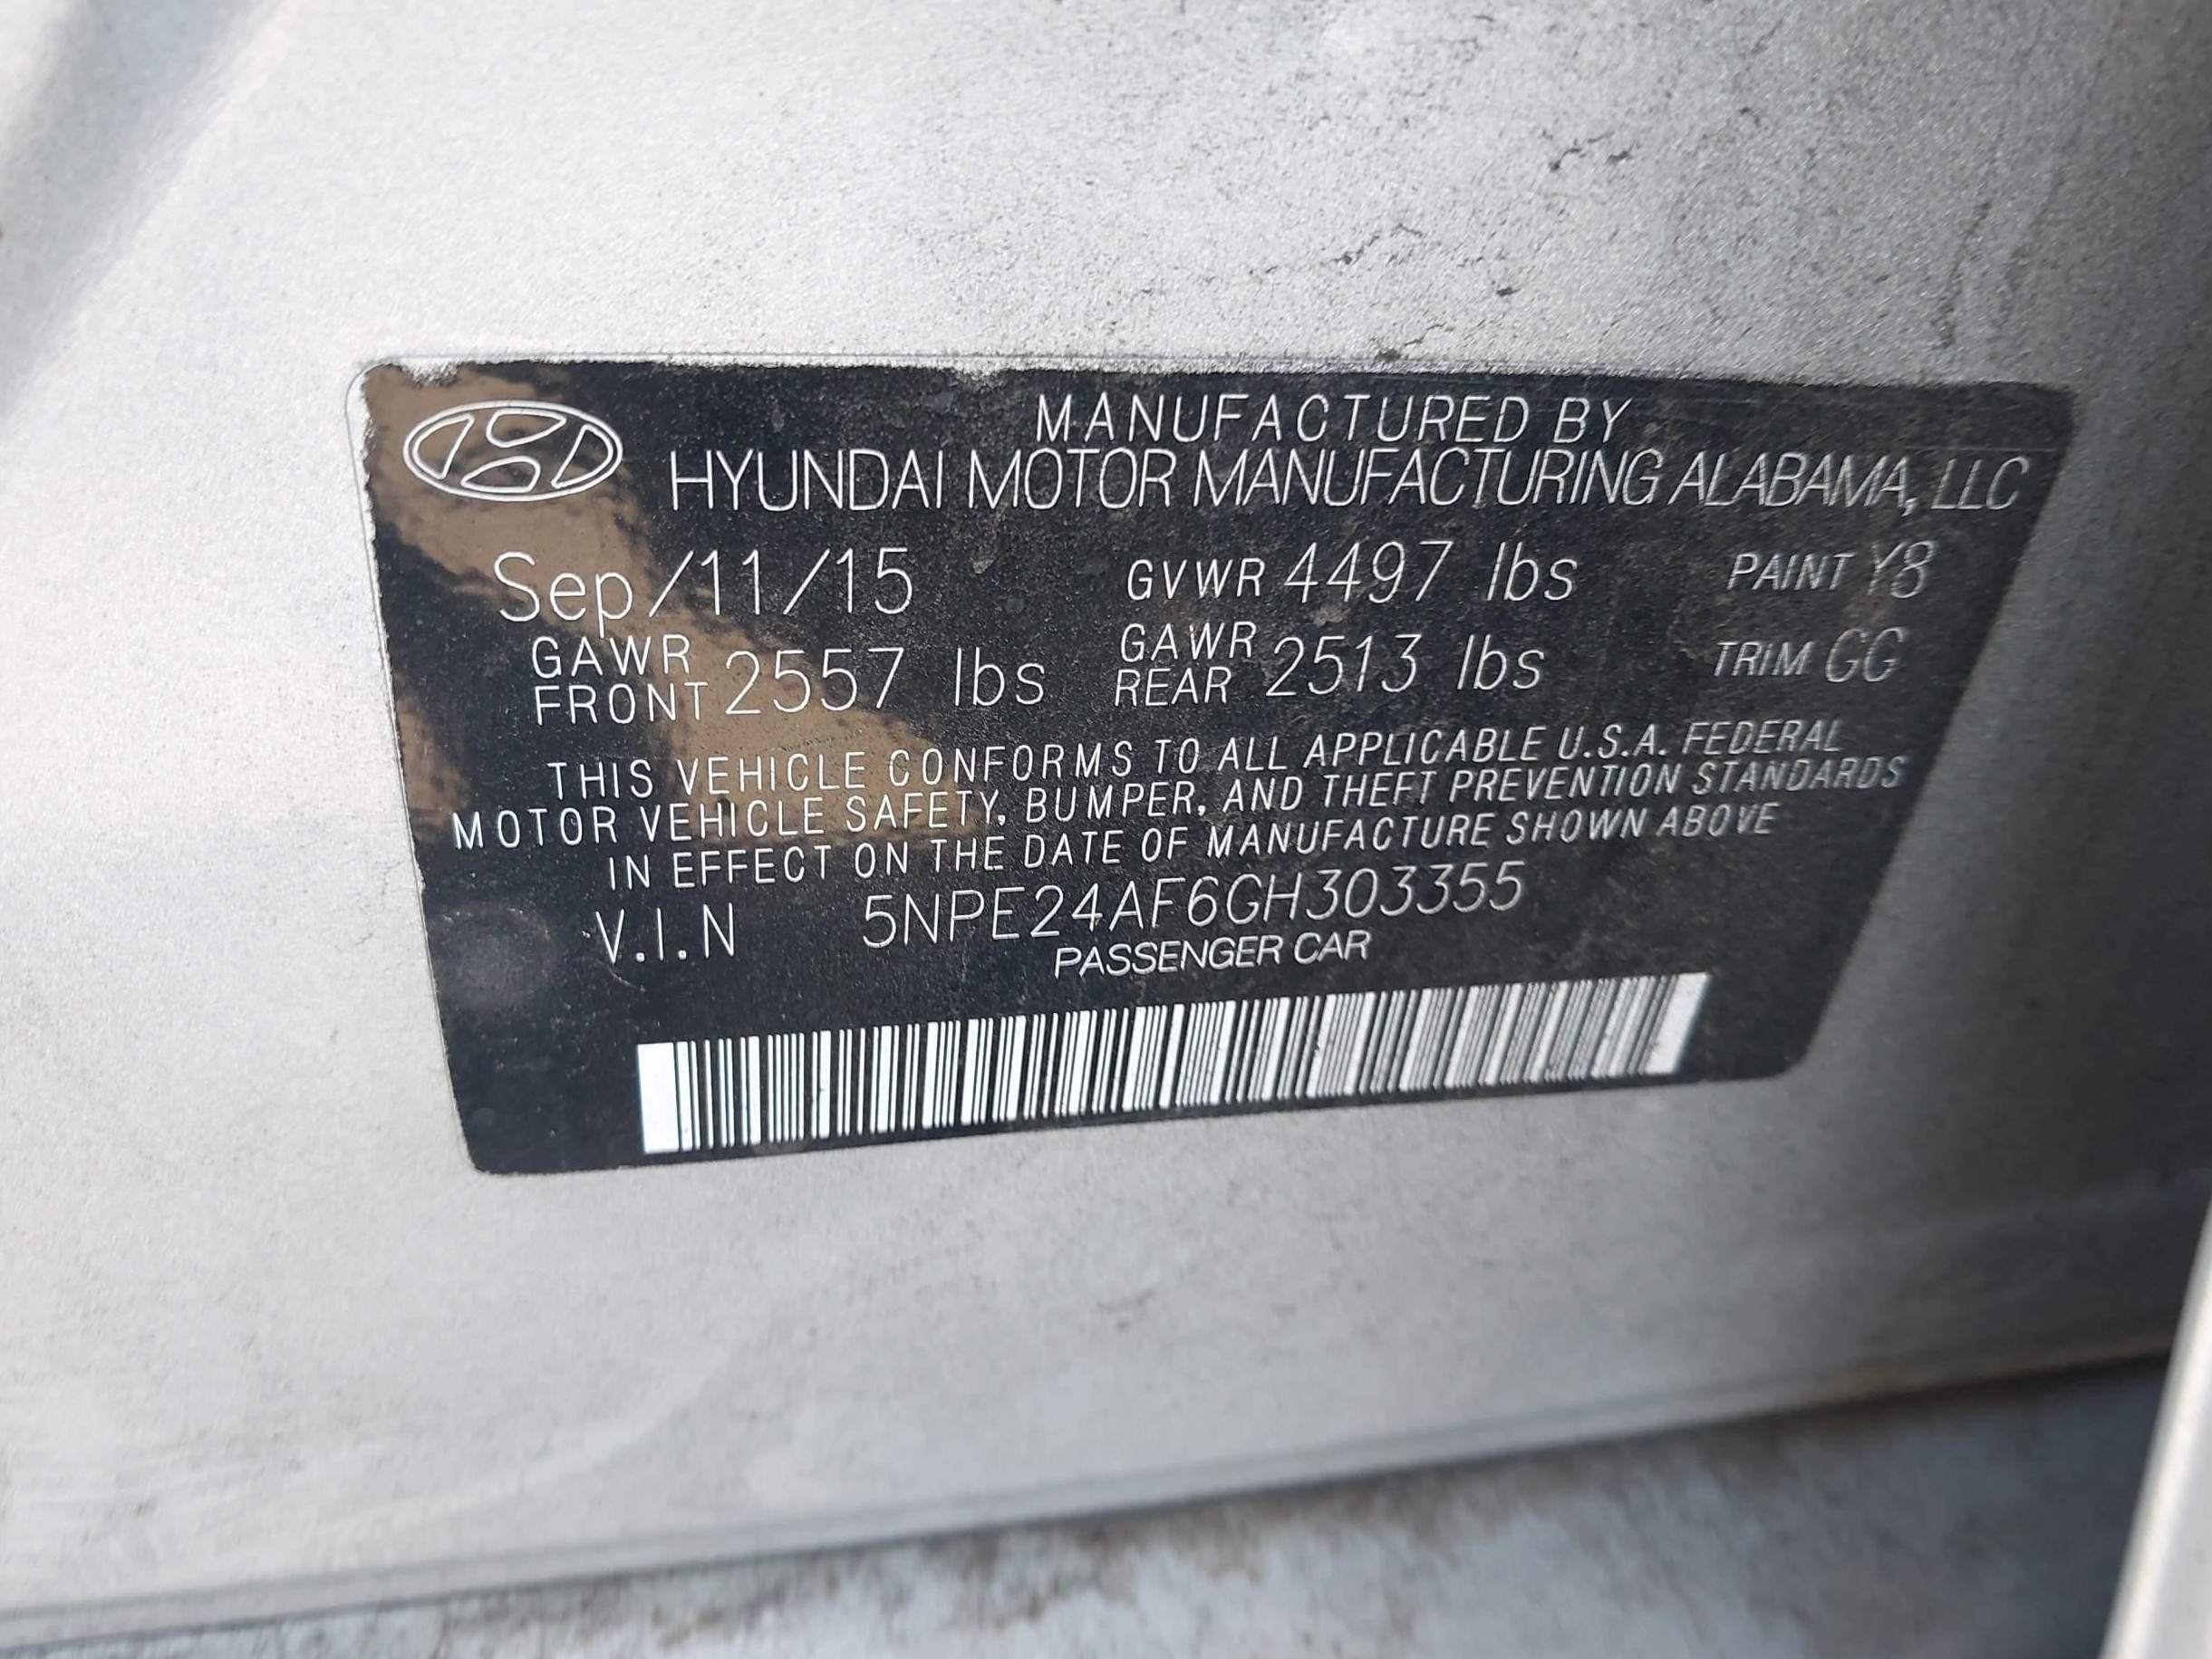 MANUFACTURED BY
HYUNDAI MOTOR MANUFACTURING ALABAMA, LLC
Sep/11/15 GVWR 4497 lbs PAINT Y8
GAWR FRONT 2557 lbs GAWR REAR 2513 lbs TRIM GG
THIS VEHICLE CONFORMS TO ALL APPLICABLE U.S.A. FEDERAL
MOTOR VEHICLE SAFETY, BUMPER, AND THEFT PREVENTION STANDARDS
IN EFFECT ON THE DATE OF MANUFACTURE SHOWN ABOVE
V.I.N 5NPE24AF6GH303355
PASSENGER CAR